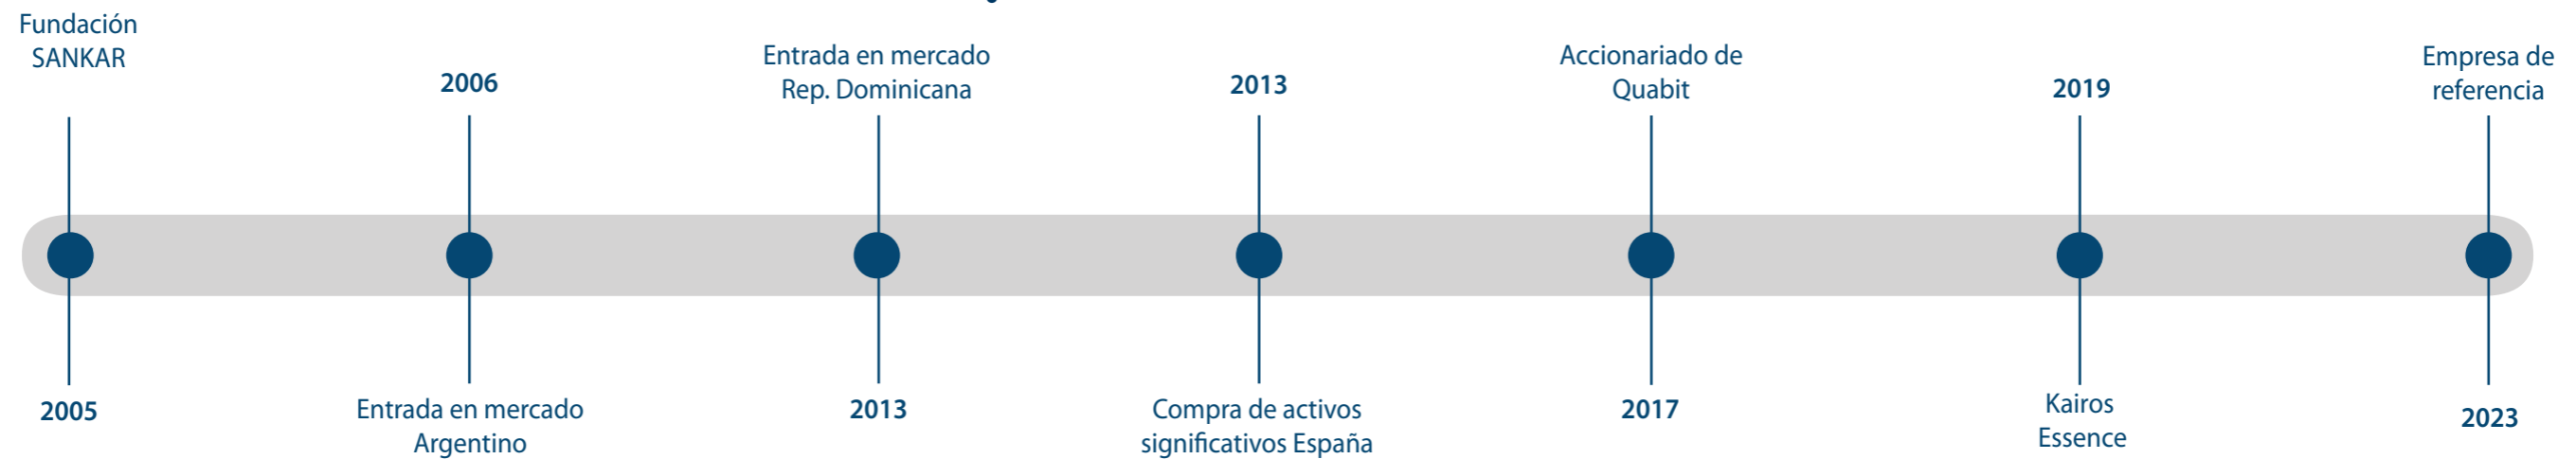 Fundación
SANKAR
2005
2006
Entrada en mercado
Argentino
Entrada en mercado
Rep. Dominicana
2013
2013
Compra de activos
significativos España
Accionariado de
Quabit
2017
2019
Kairos
Essence
Empresa de
referencia
2023